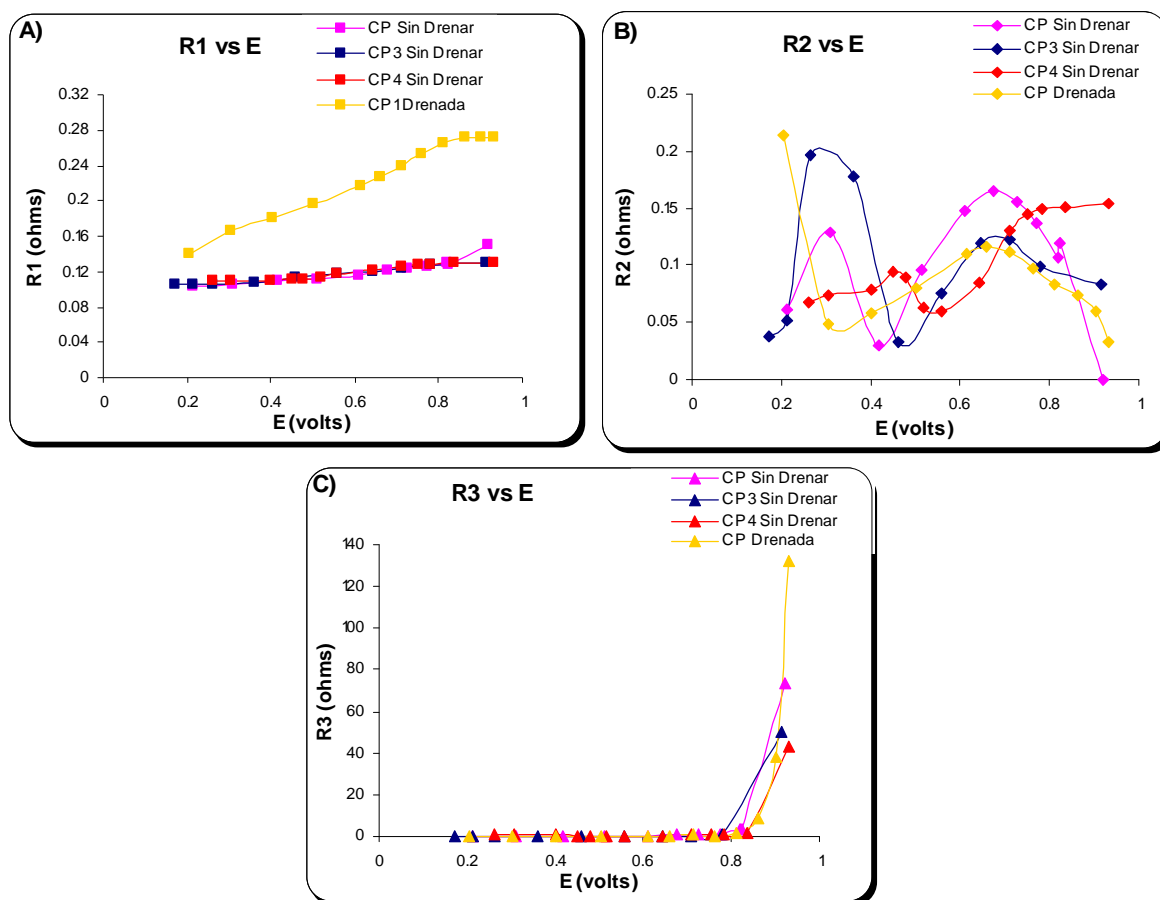 A)
R1 vs E
CP Sin Drenar
CP3 Sin Drenar
CP4 Sin Drenar
CP 1Drenada
0.32
0.28
0.24
0.2
0.16
0.12
0.08
0.04
0
R1 (ohms)
0 0.2 0.4 0.6 0.8 1
E (volts)
B)
R2 vs E
CP Sin Drenar
CP3 Sin Drenar
CP4 Sin Drenar
CP Drenada
0.25
0.2
0.15
0.1
0.05
0
R2 (ohms)
0 0.2 0.4 0.6 0.8 1
E (volts)
C)
R3 vs E
CP Sin Drenar
CP3 Sin Drenar
CP4 Sin Drenar
CP Drenada
140
120
100
80
60
40
20
0
R3 (ohms)
0 0.2 0.4 0.6 0.8 1
E (volts)